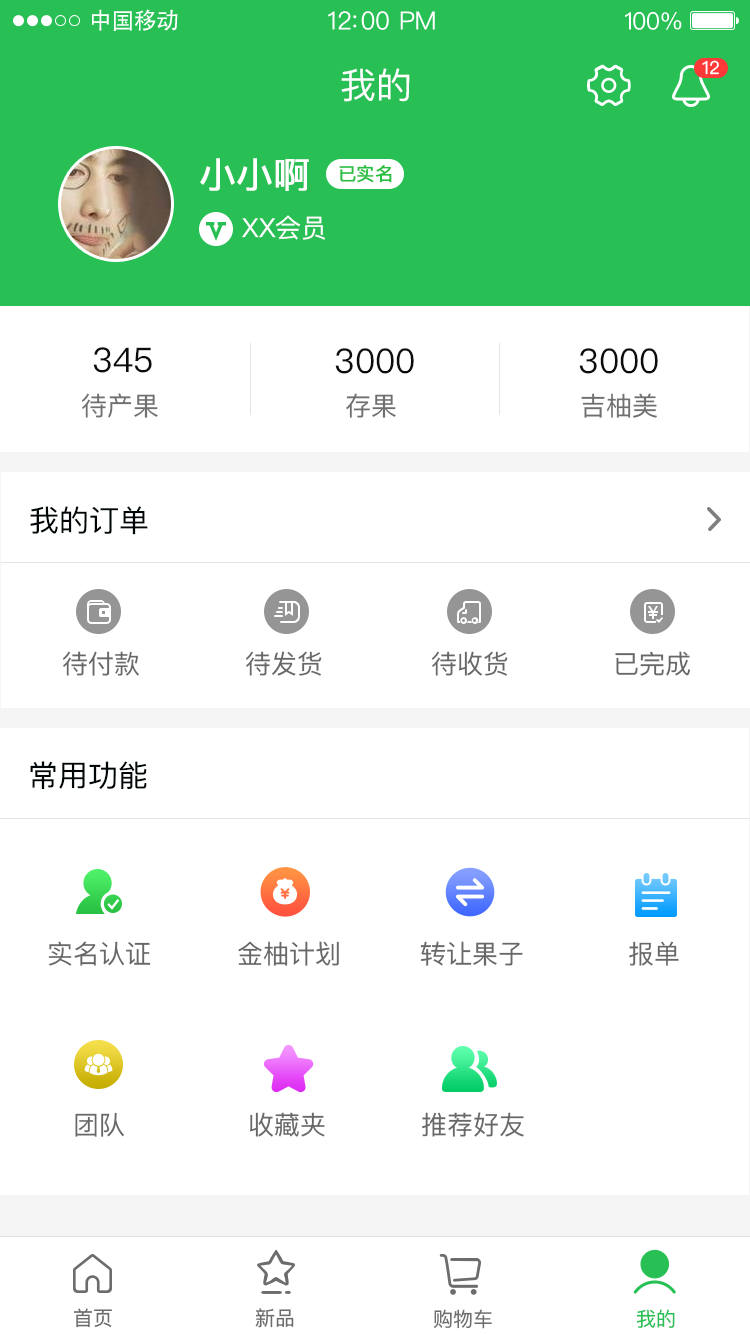 中国移动 12:00 PM 100%
我的 12
小小啊 已实名
XX会员
345 3000 3000
待产果 存果 吉柚美
我的订单
待付款 待发货 待收货 已完成
常用功能
实名认证 金柚计划 转让果子 报单
团队 收藏夹 推荐好友
首页 新品 购物车 我的